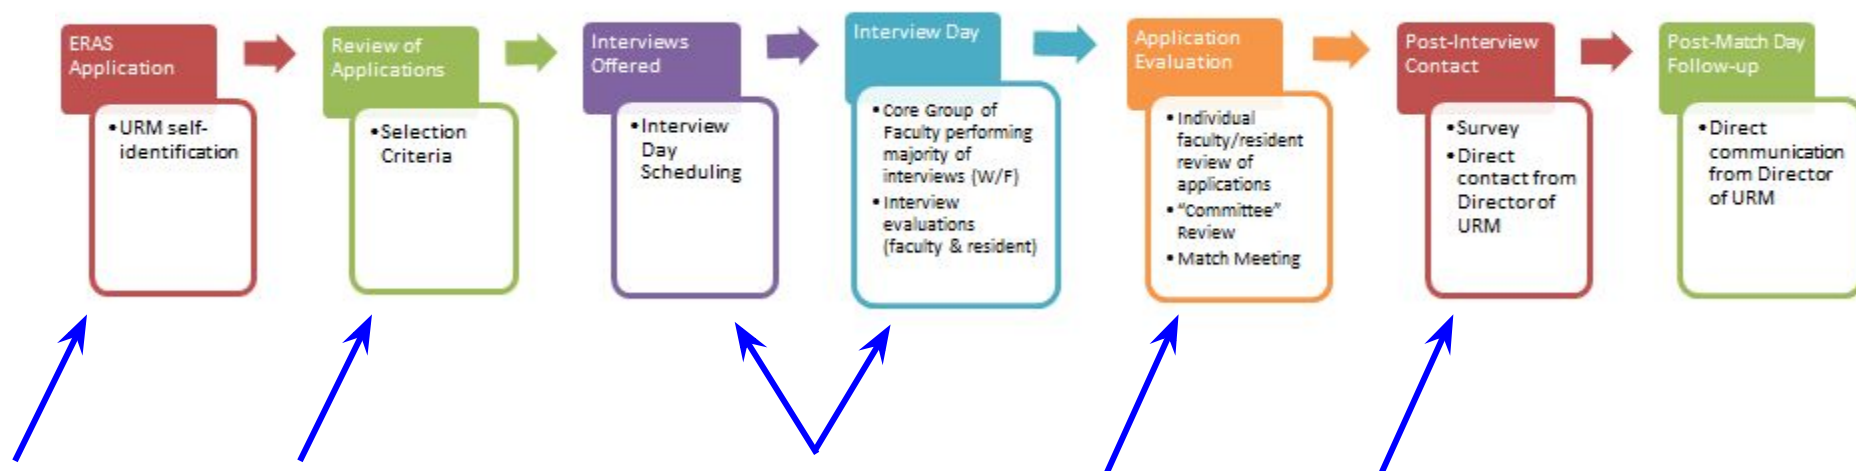 ERAS
Application
• URM self-
identification
Review of
Applications
• Selection
Criteria
Interviews
Offered
• Interview
Day
Scheduling
Interview Day
• Core Group of
Faculty performing
majority of
interviews (W/F)
• Interview
evaluations
(faculty & resident)
Application
Evaluation
• Individual
faculty/resident
review of
applications
• "Committee"
Review
• Match Meeting
Post-Interview
Contact
• Survey
• Direct
contact from
Director of
URM
Post-Match Day
Follow-up
• Direct
communication
from Director
of URM